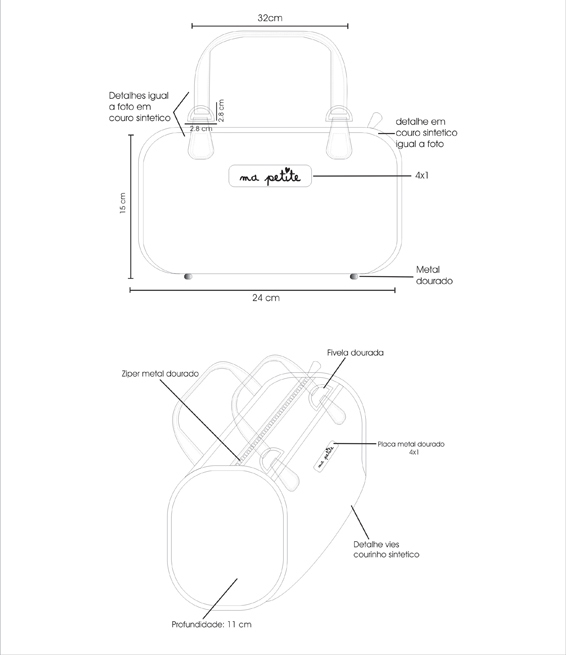 32cm
Detalhes igual
a foto em
couro sintetico
2.8 cm
2.8 cm
detalhe em
couro sintetico
igual a foto
ma petite
4x1
15 cm
Metal
dourado
24 cm
Fivela dourada
Ziper metal dourado
ma petite
Placa metal dourado
4x1
Detalhe vies
courinho sintetico
Profundidade: 11 cm